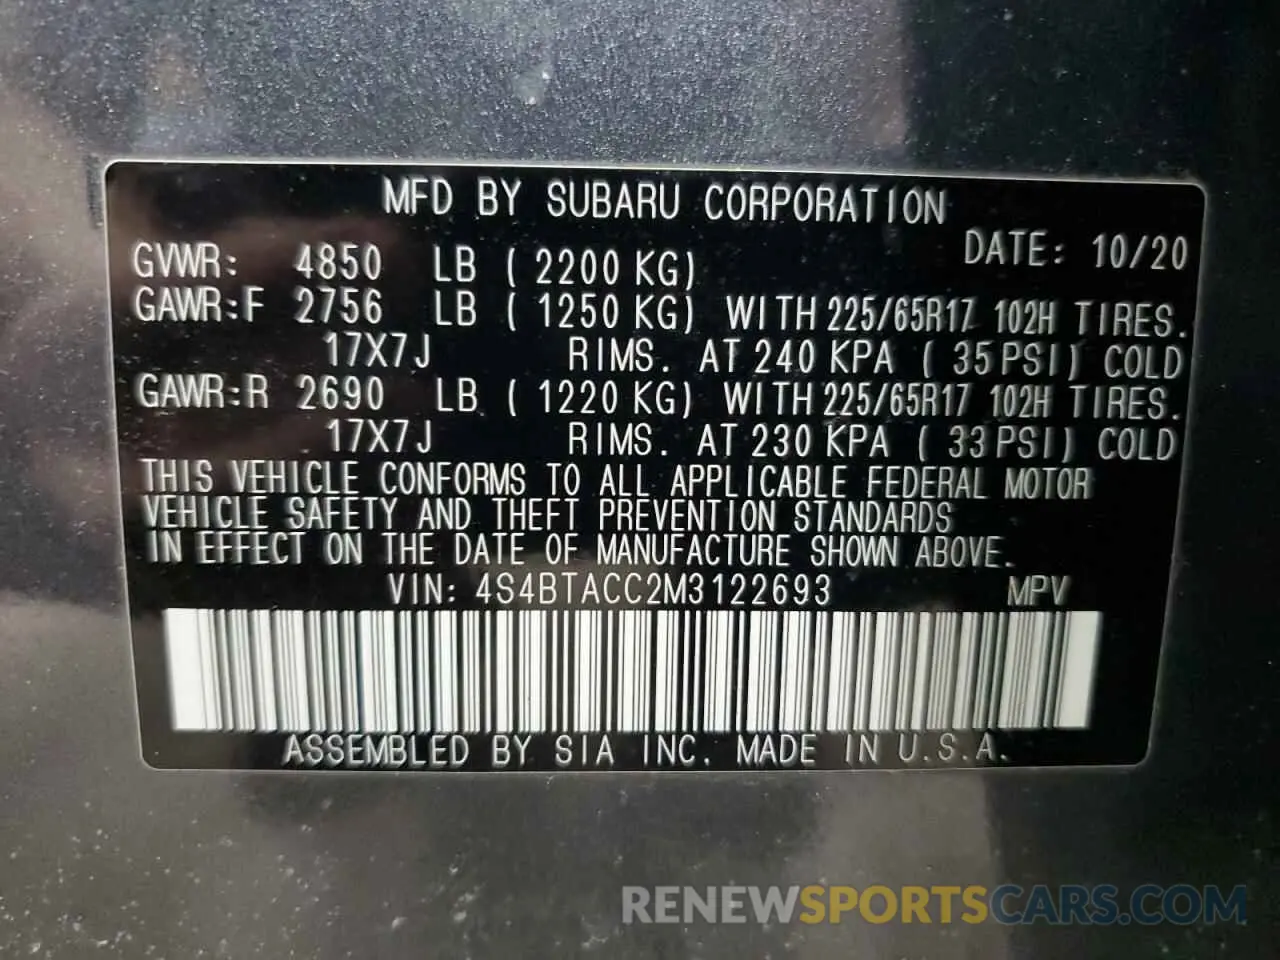 MFD BY SUBARU CORPORATION
GVWR: 4850 LB ( 2200 KG) DATE: 10/20
GAWR:F 2756 LB ( 1250 KG) WITH 225/65R17 102H TIRES.
17X7J RIMS. AT 240 KPA ( 35 PSI) COLD
GAWR:R 2690 LB ( 1220 KG) WITH 225/65R17 102H TIRES.
17X7J RIMS. AT 230 KPA ( 33 PSI) COLD
THIS VEHICLE CONFORMS TO ALL APPLICABLE FEDERAL MOTOR
VEHICLE SAFETY AND THEFT PREVENTION STANDARDS
IN EFFECT ON THE DATE OF MANUFACTURE SHOWN ABOVE.
VIN: 4S4BTACC2M3122693 MPV
ASSEMBLED BY SIA INC. MADE IN U.S.A.
RENEWSPORTSCARS.COM